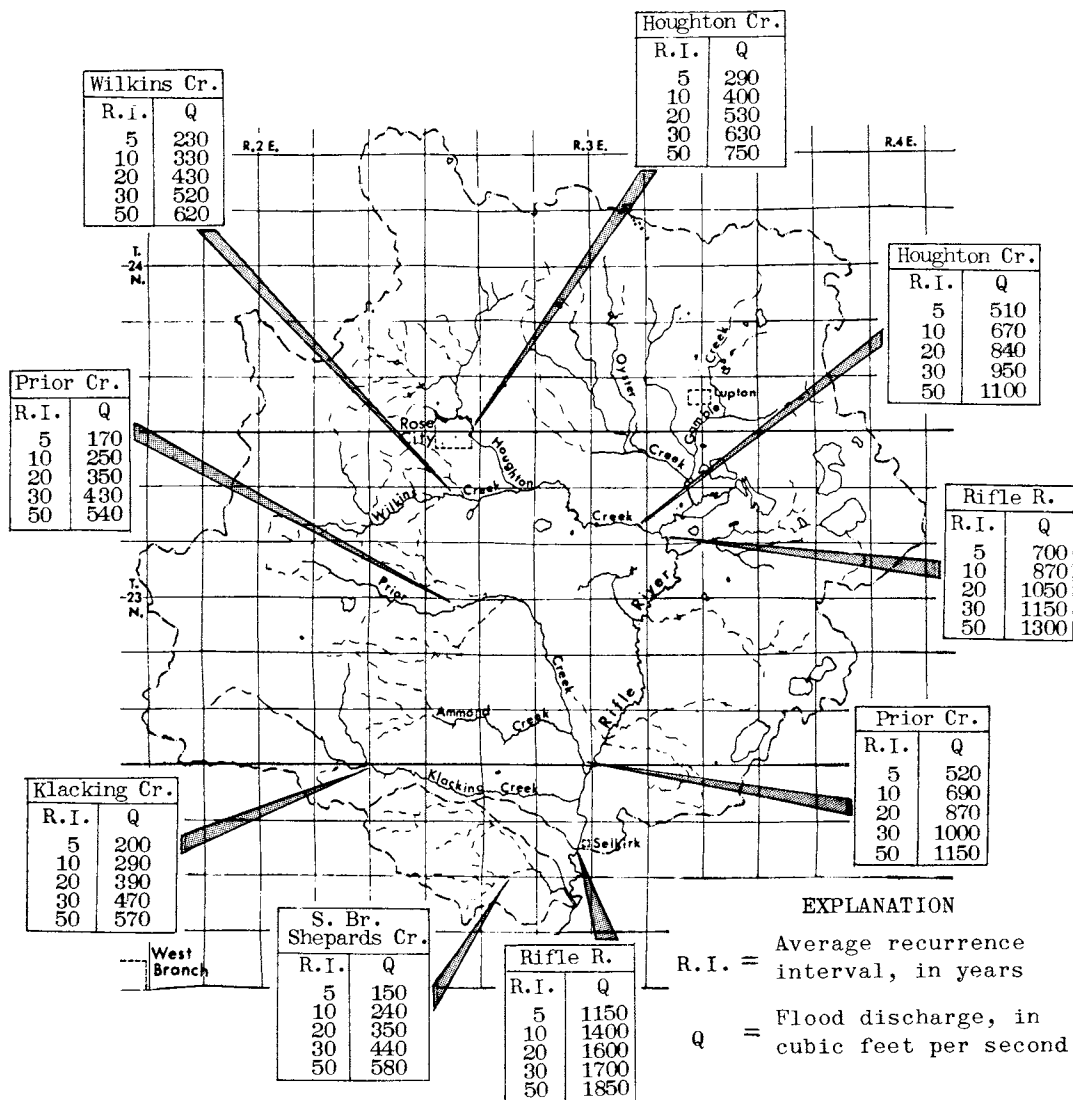 Houghton Cr.
R.I. Q
5 290
10 400
20 530
30 630
50 750
Wilkins Cr.
R.I. Q
5 230
10 330
20 430
30 520
50 620
R.2 E.
R.3 E.
R.4 E.
T.
24
N.
Houghton Cr.
R.I. Q
5 510
10 670
20 840
30 950
50 1100
Prior Cr.
R.I. Q
5 170
10 250
20 350
30 430
50 540
Oyster
Creek
Gamble
Creek
Lupton
Rose
City
Houghton
Creek
Wilkins
Creek
Rifle R.
R.I. Q
5 700
10 870
20 1050
30 1150
50 1300
T.
23
N.
Prior
Creek
Rifle
River
Ammond
Creek
Prior Cr.
R.I. Q
5 520
10 690
20 870
30 1000
50 1150
Klacking
Creek
Klacking Cr.
R.I. Q
5 200
10 290
20 390
30 470
50 570
Selkirk
West
Branch
S. Br.
Shepards Cr.
R.I. Q
5 150
10 240
20 350
30 440
50 580
Rifle R.
R.I. Q
5 1150
10 1400
20 1600
30 1700
50 1850
EXPLANATION
R.I. = Average recurrence
interval, in years
Q = Flood discharge, in
cubic feet per second